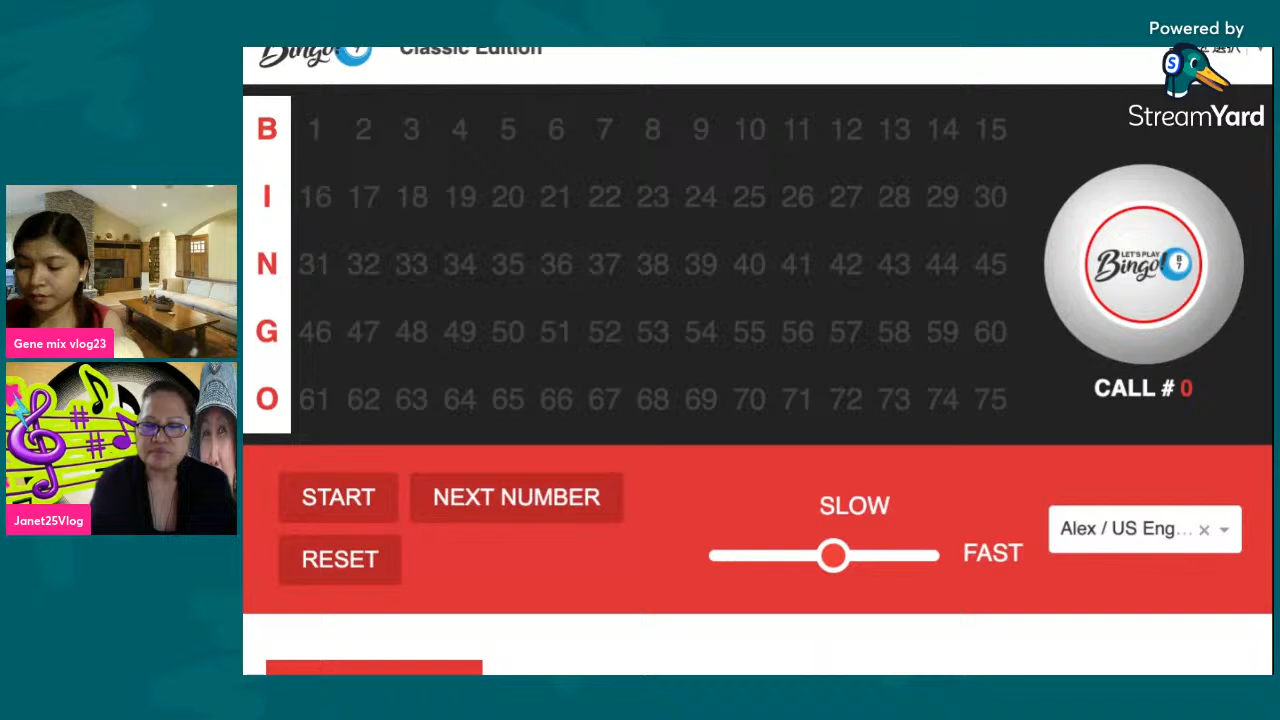 Powered by
StreamYard
Bingo!
Classic Edition
選択
B 1 2 3 4 5 6 7 8 9 10 11 12 13 14 15
I 16 17 18 19 20 21 22 23 24 25 26 27 28 29 30
N 31 32 33 34 35 36 37 38 39 40 41 42 43 44 45
G 46 47 48 49 50 51 52 53 54 55 56 57 58 59 60
O 61 62 63 64 65 66 67 68 69 70 71 72 73 74 75
LET'S PLAY
Bingo!
B
7
CALL # 0
Gene mix vlog23
Janet25Vlog
START
NEXT NUMBER
RESET
SLOW
FAST
Alex / US Eng...